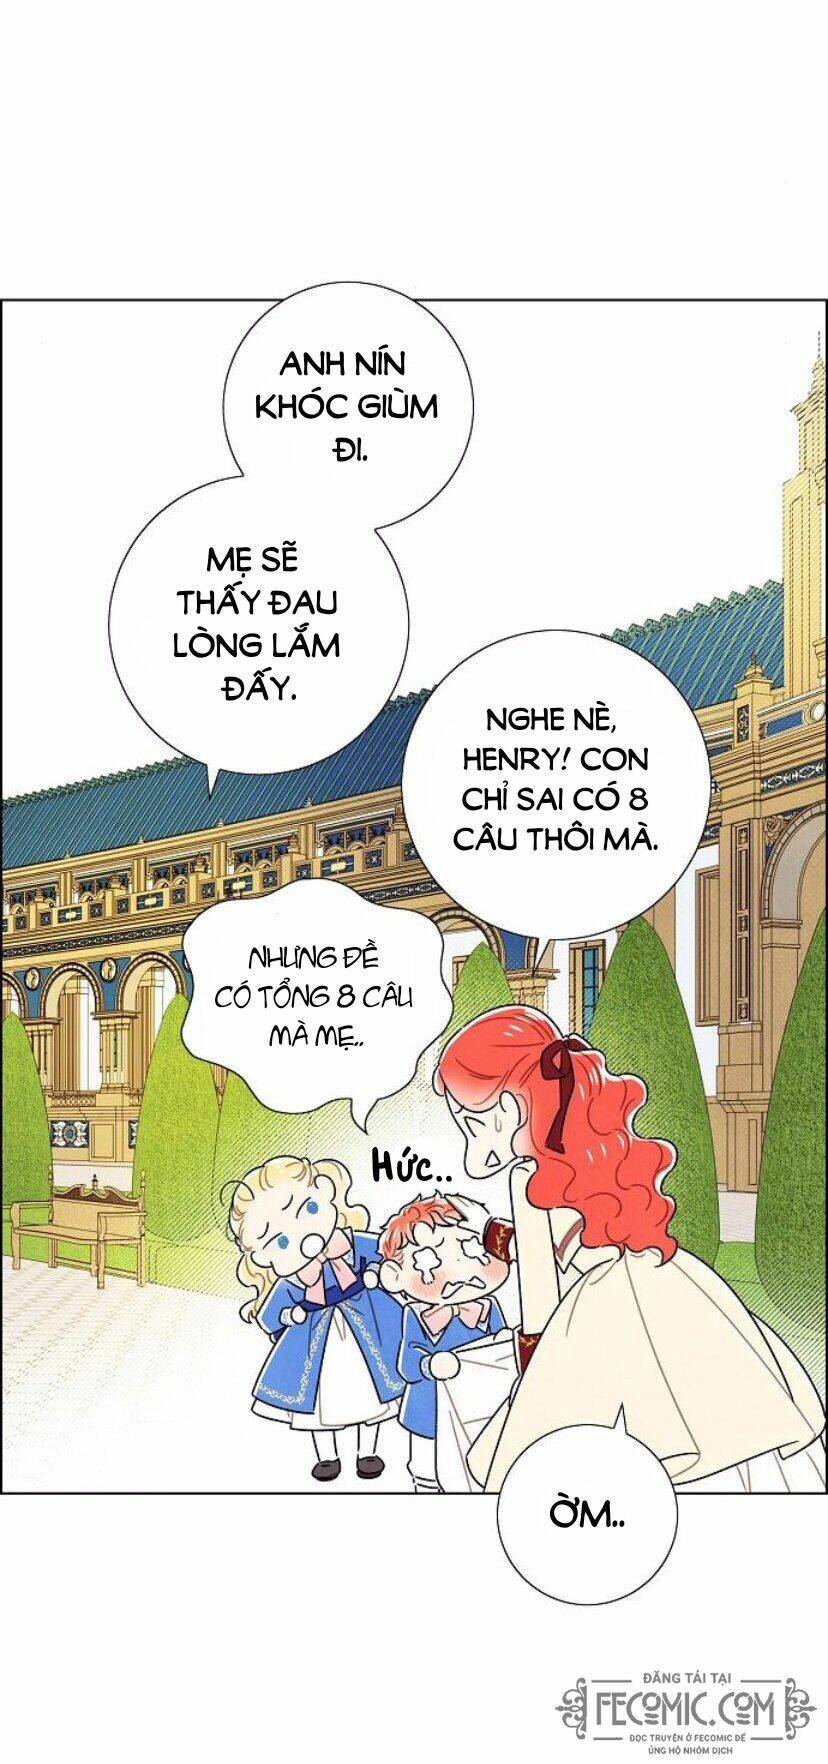 ANH NÍN
KHÓC GIÙM
ĐI.
MẸ SẼ
THẤY ĐAU
LÒNG LẮM
ĐẤY.
NGHE NÈ,
HENRY! CON
CHỈ SAI CÓ 8
CÂU THÔI MÀ.
NHƯNG ĐỀ
CÓ TỔNG 8 CÂU
MÀ MẸ..
Hức..
ỜM..
ĐĂNG TẢI TẠI
FECOMIC.COM
ĐỌC TRUYỆN Ở FECOMIC ĐỂ
ỦNG HỘ NHÓM DỊCH